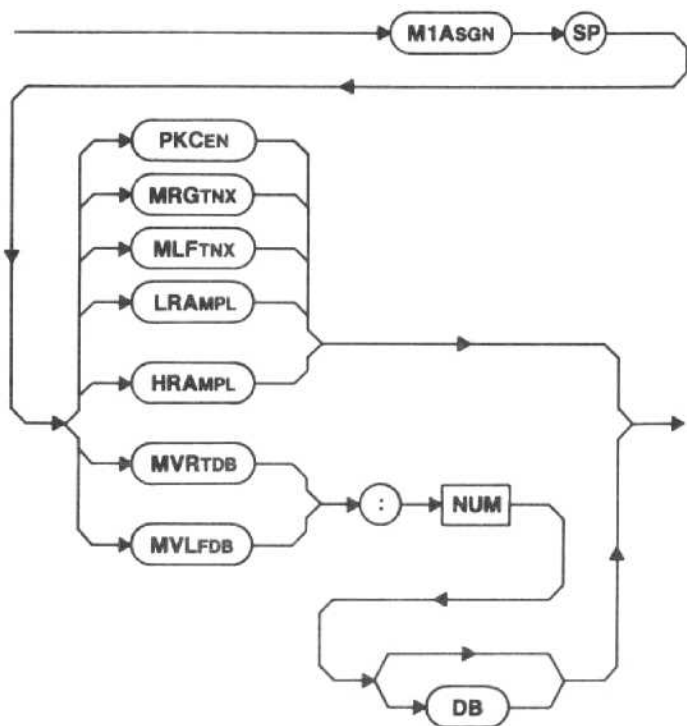 M1ASGN SP
PKCEN
MRGTNX
MLFTNX
LRAMPL
HRAMPL
MVRTDB
: NUM
MVLFDB
DB